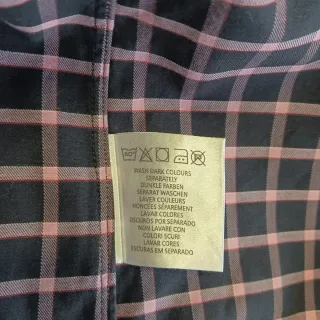 WASH DARK COLOURS
SEPARATELY
DUNKLE FARBEN
SEPARAT WASCHEN
LAVER COULEURS
FONCÉES SÉPARÉMENT
LAVAR COLORES
OSCUROS POR SEPARADO
NON LAVARE CON
COLORI SCURI
LAVAR CORES
ESCURAS EM SEPARADO